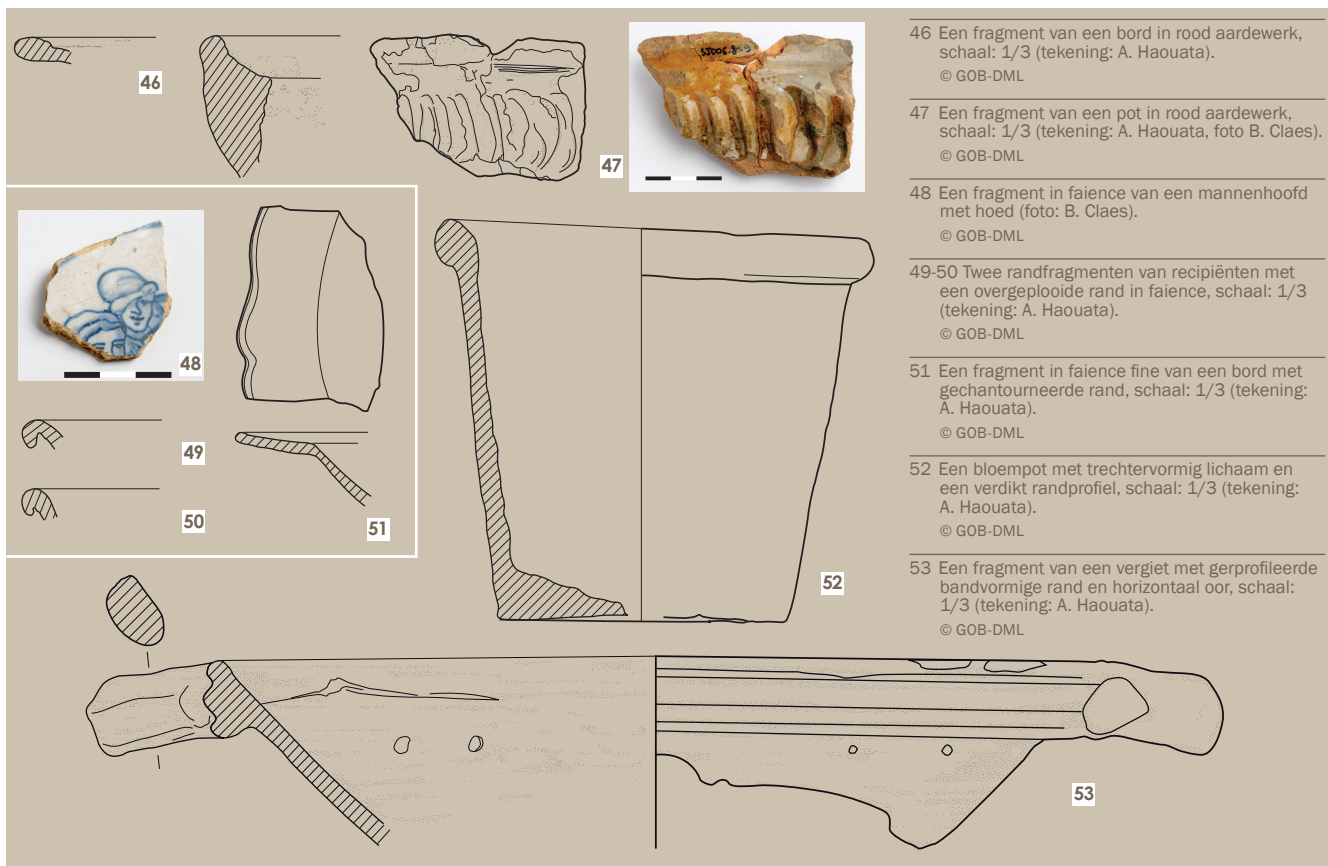 46
47
48
49
50
51
52
53
46 Een fragment van een bord in rood aardewerk,
schaal: 1/3 (tekening: A. Haouata).
© GOB-DML
47 Een fragment van een pot in rood aardewerk,
schaal: 1/3 (tekening: A. Haouata, foto B. Claes).
© GOB-DML
48 Een fragment in faience van een mannenhoofd
met hoed (foto: B. Claes).
© GOB-DML
49-50 Twee randfragmenten van recipiënten met
een overgeplooide rand in faience, schaal: 1/3
(tekening: A. Haouata).
© GOB-DML
51 Een fragment in faience fine van een bord met
gechantourneerde rand, schaal: 1/3 (tekening:
A. Haouata).
© GOB-DML
52 Een bloempot met trechtervormig lichaam en
een verdikt randprofiel, schaal: 1/3 (tekening:
A. Haouata).
© GOB-DML
53 Een fragment van een vergiet met gerprofileerde
bandvormige rand en horizontaal oor, schaal:
1/3 (tekening: A. Haouata).
© GOB-DML